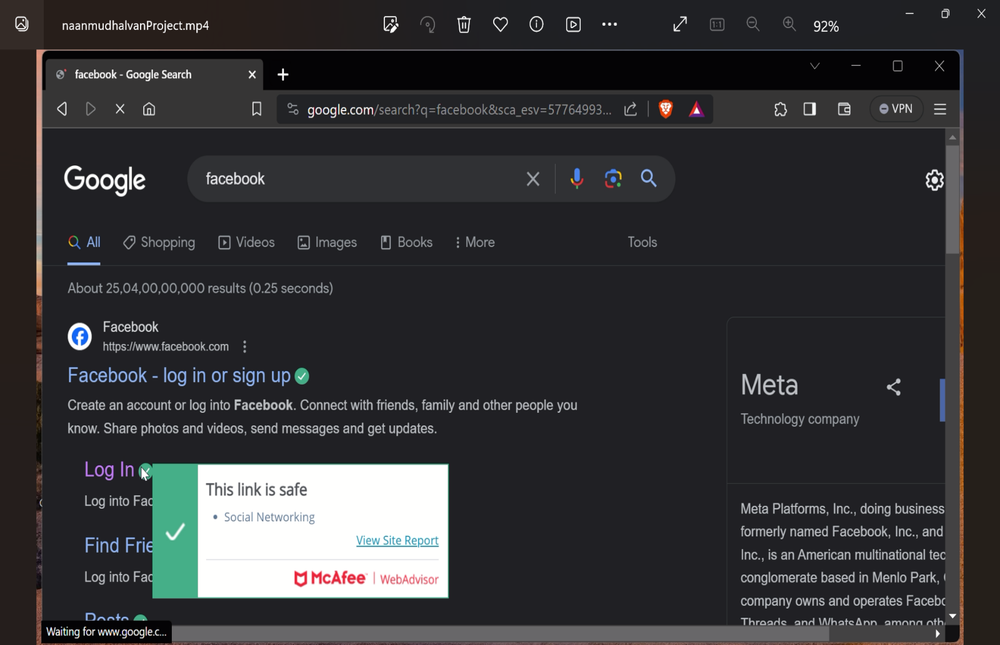 naanmudhalvanProject.mp4
92%
facebook - Google Search
google.com/search?q=facebook&sca_esv=57764993...
VPN
Google
facebook
All
Shopping
Videos
Images
Books
More
Tools
About 25,04,00,00,000 results (0.25 seconds)
Facebook
https://www.facebook.com
Facebook - log in or sign up
Create an account or log into Facebook. Connect with friends, family and other people you
know. Share photos and videos, send messages and get updates.
Log In
Log into Fac
Find Frie
Log into Fac
Posts
This link is safe
• Social Networking
View Site Report
McAfee | WebAdvisor
Meta
Technology company
Meta Platforms, Inc., doing business
formerly named Facebook, Inc., and
Inc., is an American multinational tec
conglomerate based in Menlo Park,
company owns and operates Facebo
Threads, and WhatsApp, among oth
Waiting for www.google.c...